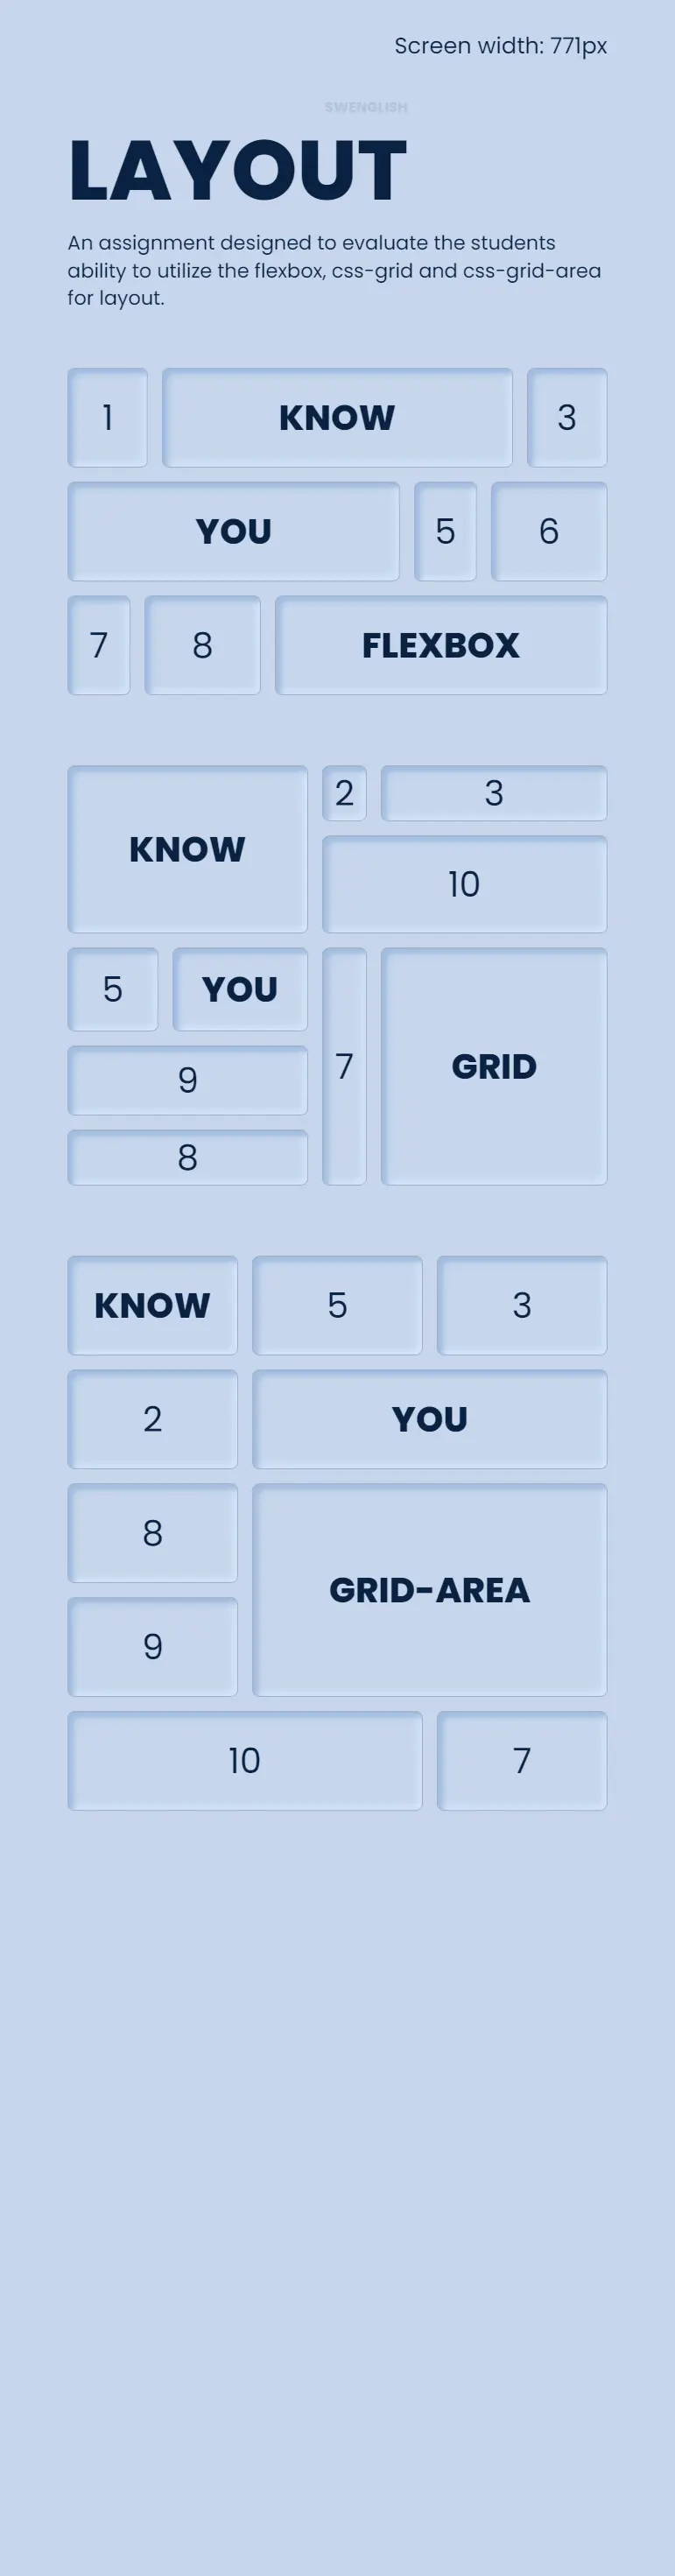 Screen width: 771px
SWENGLISH
LAYOUT
An assignment designed to evaluate the students
ability to utilize the flexbox, css-grid and css-grid-area
for layout.
1 KNOW 3
YOU 5 6
7 8 FLEXBOX
KNOW 2 3
10
5 YOU 7 GRID
9
8
KNOW 5 3
2 YOU
8 GRID-AREA
9
10 7